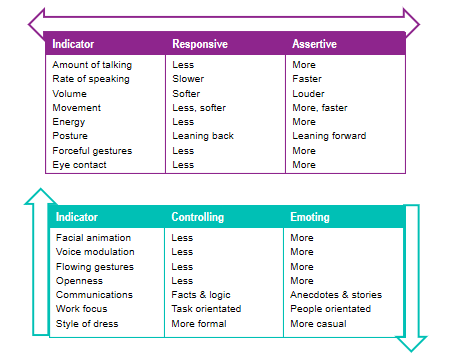 Indicator Responsive Assertive
Amount of talking Less More
Rate of speaking Slower Faster
Volume Softer Louder
Movement Less, softer More, faster
Energy Less More
Posture Leaning back Leaning forward
Forceful gestures Less More
Eye contact Less More
Indicator Controlling Emoting
Facial animation Less More
Voice modulation Less More
Flowing gestures Less More
Openness Less More
Communications Facts & logic Anecdotes & stories
Work focus Task orientated People orientated
Style of dress More formal More casual